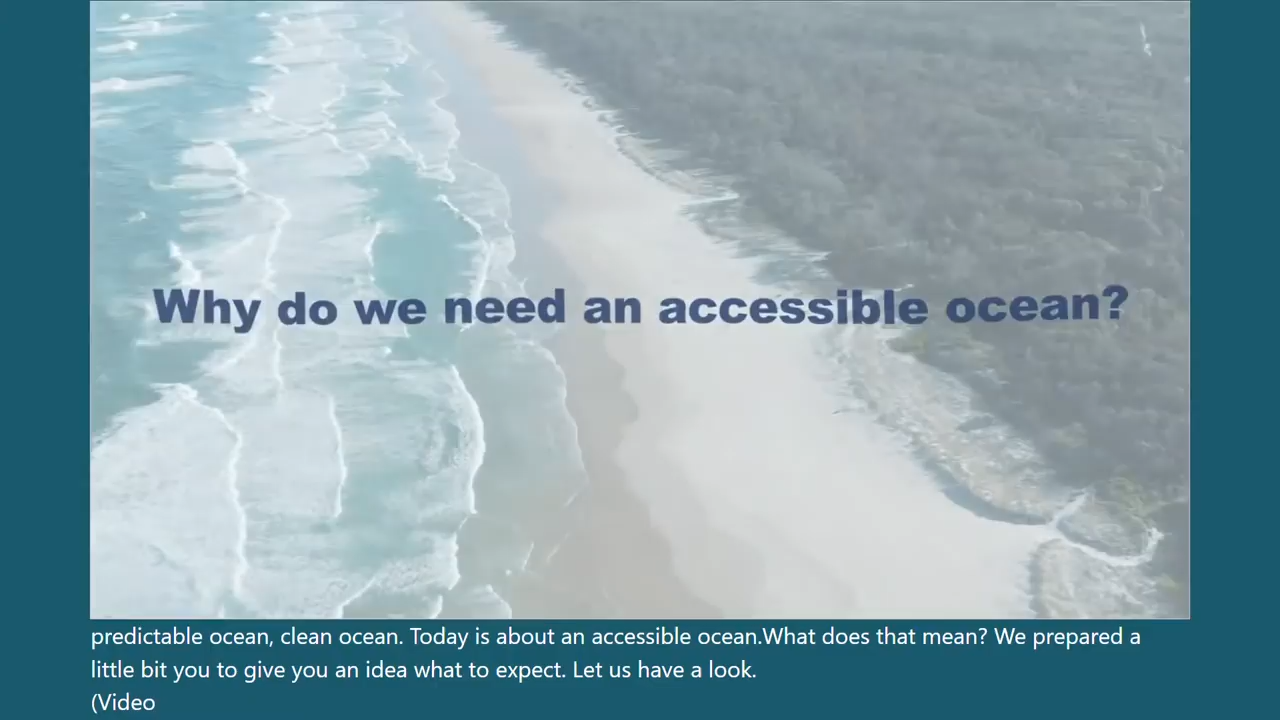 Why do we need an accessible ocean?
predictable ocean, clean ocean. Today is about an accessible ocean.What does that mean? We prepared a
little bit you to give you an idea what to expect. Let us have a look.
(Video